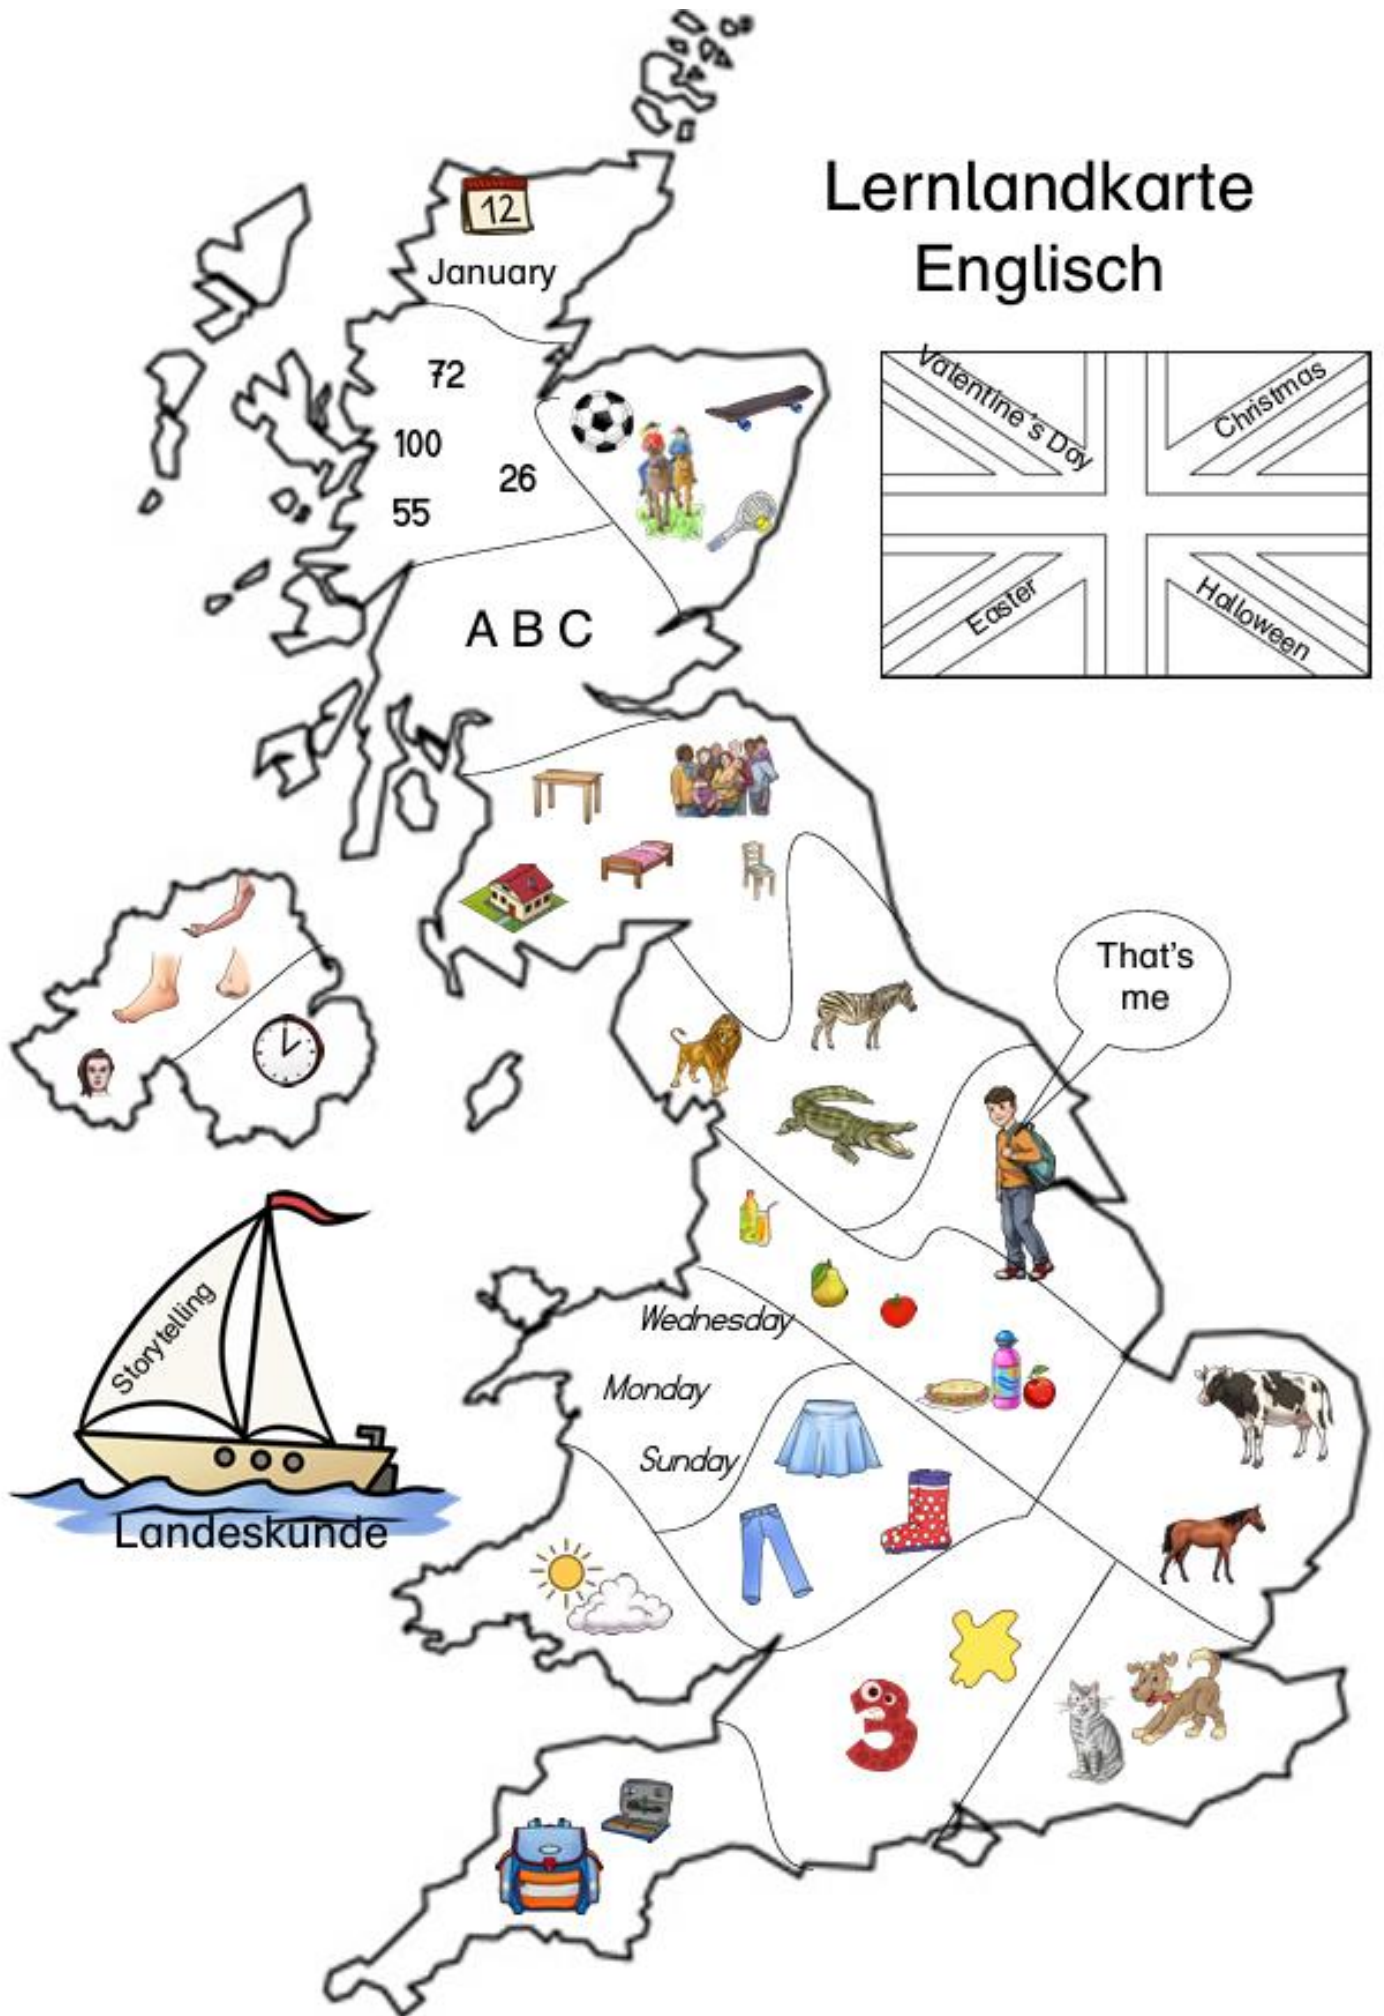 Lernlandkarte
Englisch
12
January
72
100
26
55
A B C
Valentine's Day
Christmas
Easter
Halloween
That's
me
Storytelling
Landeskunde
Wednesday
Monday
Sunday
3